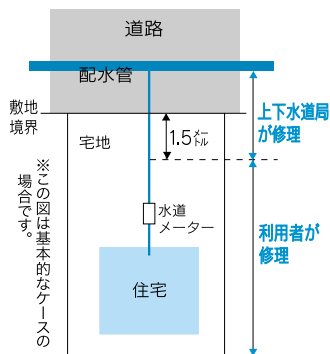 道路
配水管
敷地
境界
宅地
1.5メートル
上下水道局
が修理
水道
メーター
利用者が
修理
住宅
※この図は基本的なケースの
場合です。